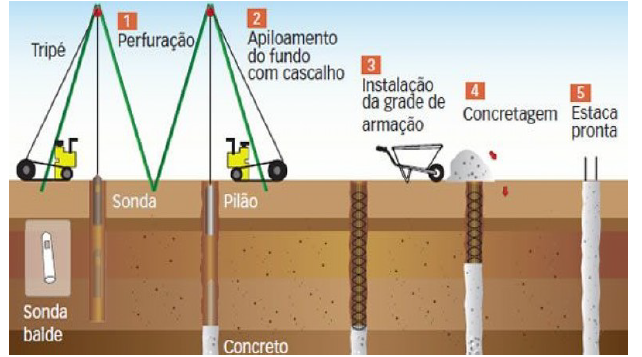 Tripé
1
Perfuração
2
Apiloamento
do fundo
com cascalho
3
Instalação
da grade de
armação
4
Concretagem
5
Estaca
pronta
Sonda
Pilão
Sonda
balde
Concreto